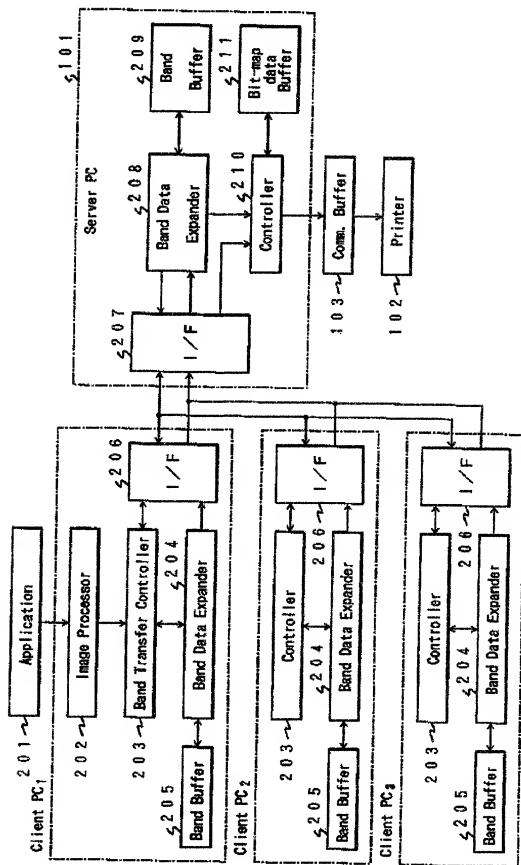 101
Server PC
209
Band
Buffer
211
Bit-map
data
Buffer
208
Band Data
Expander
210
Controller
207
I/F
103
Comm. Buffer
102
Printer
201
Application
Client PC1
202
Image Processor
206
I/F
203
Band Transfer Controller
204
Band Data Expander
205
Band Buffer
Client PC2
203
Controller
206
I/F
204
Band Data Expander
205
Band Buffer
Client PC3
203
Controller
206
I/F
204
Band Data Expander
205
Band Buffer